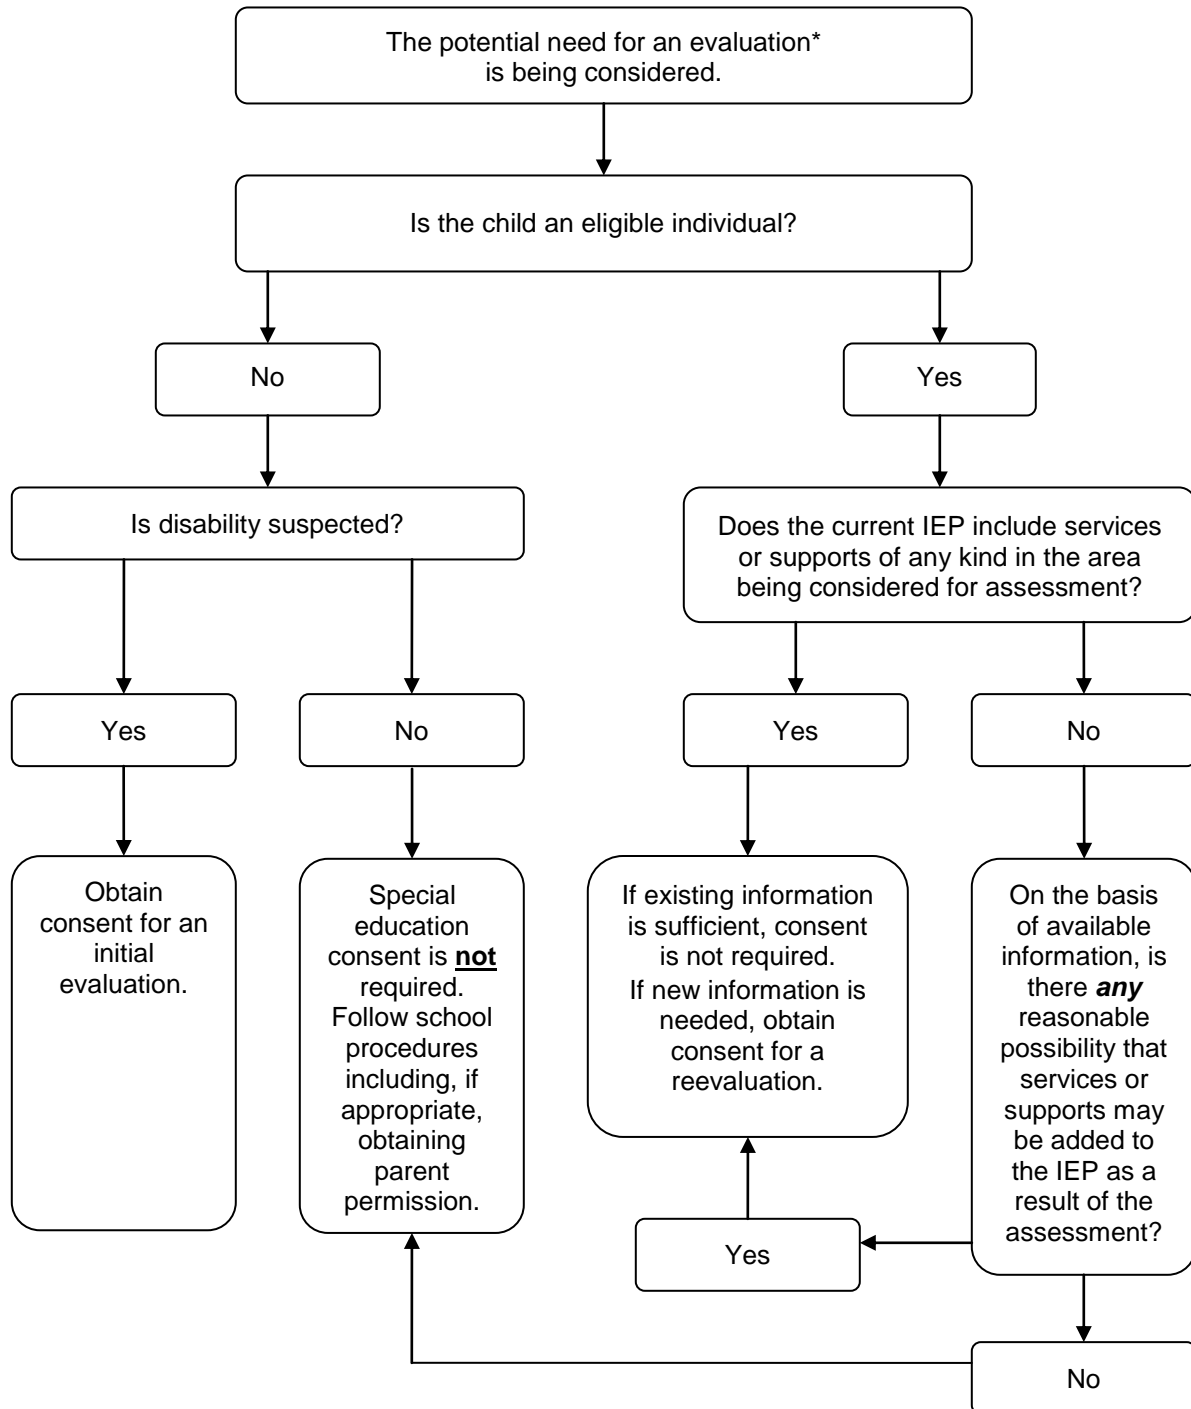 The potential need for an evaluation*
is being considered.
Is the child an eligible individual?
No
Yes
Is disability suspected?
Does the current IEP include services
or supports of any kind in the area
being considered for assessment?
Yes
No
Yes
No
Obtain
consent for an
initial
evaluation.
Special
education
consent is not
required.
Follow school
procedures
including, if
appropriate,
obtaining
parent
permission.
If existing information
is sufficient, consent
is not required.
If new information is
needed, obtain
consent for a
reevaluation.
On the basis
of available
information, is
there any
reasonable
possibility that
services or
supports may
be added to
the IEP as a
result of the
assessment?
Yes
No